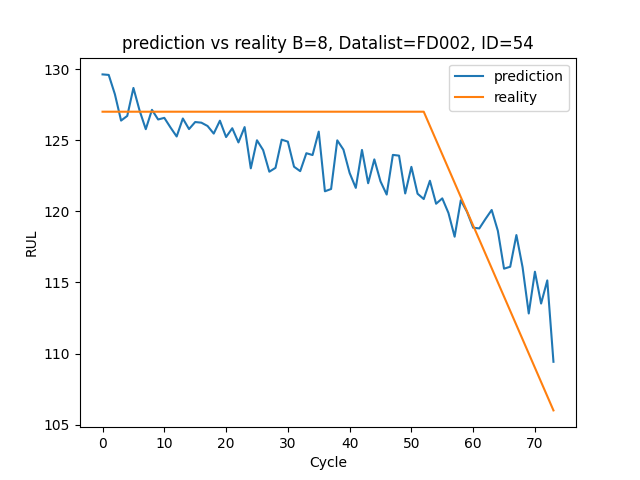 prediction vs reality B=8, Datalist=FD002, ID=54
prediction
reality
RUL
130
125
120
115
110
105
0 10 20 30 40 50 60 70
Cycle